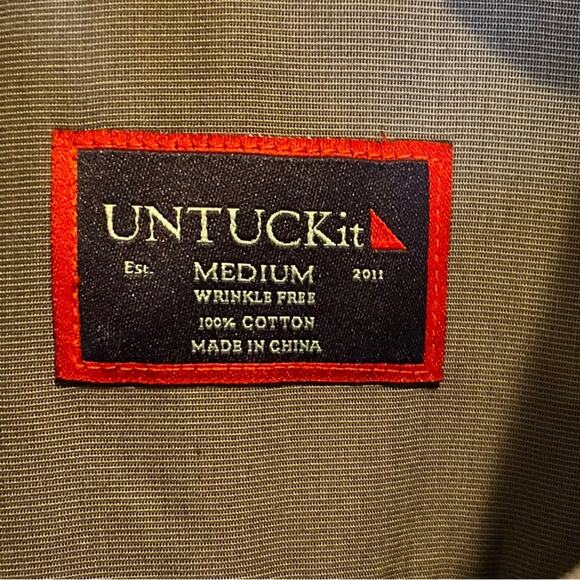 UNTUCKit
Est. MEDIUM 2011
WRINKLE FREE
100% COTTON
MADE IN CHINA